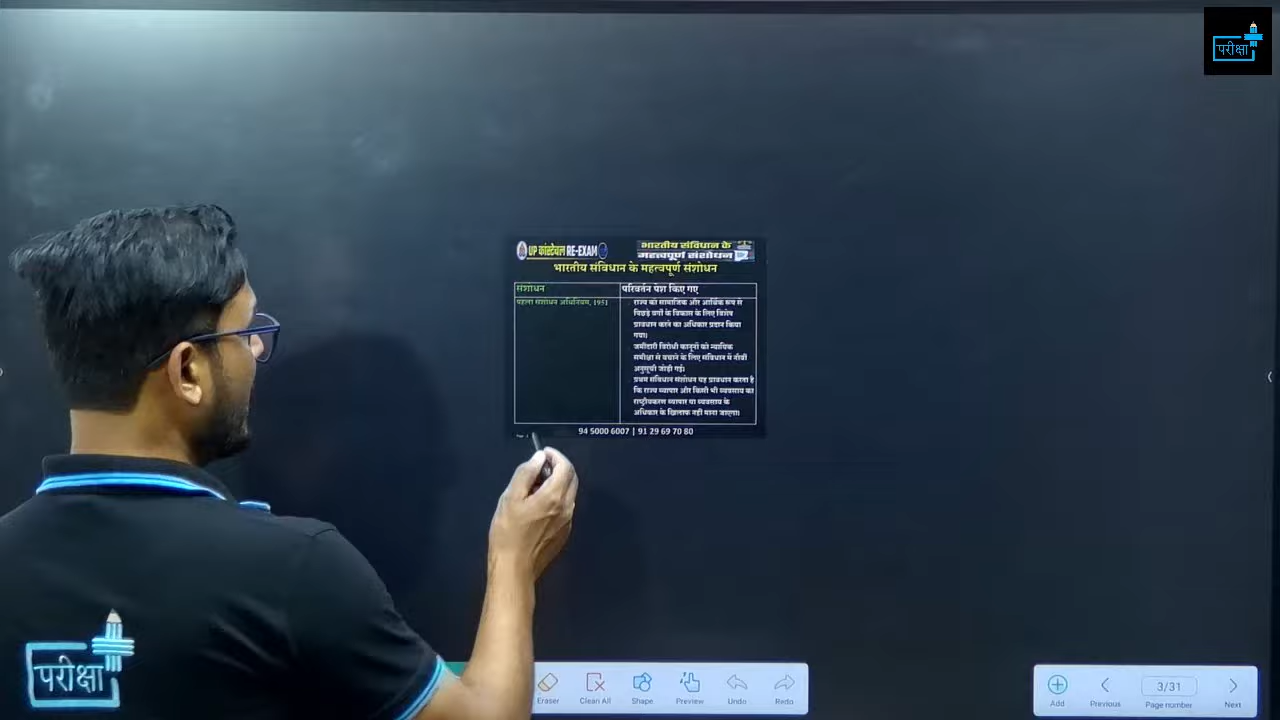 परीक्षा
UP कांस्टेबल RE-EXAM
भारतीय संविधान के
महत्त्वपूर्ण संशोधन
भारतीय संविधान के महत्वपूर्ण संशोधन
संशोधन
परिवर्तन पेश किए गए
पहला संशोधन अधिनियम, 1951
राज्य को सामाजिक और आर्थिक रूप से
पिछड़े वर्गों के विकास के लिए विशेष
प्रावधान करने का अधिकार प्रदान किया
गया।
जमींदारी विरोधी कानूनों को न्यायिक
समीक्षा से बचाने के लिए संविधान में नौवीं
अनुसूची जोड़ी गई।
प्रथम संविधान संशोधन यह प्रावधान करता है
कि राज्य व्यापार और किसी भी व्यवसाय का
राष्ट्रीयकरण व्यापार या व्यवसाय के
अधिकार के खिलाफ नहीं माना जाएगा।
94 5000 6007 | 91 29 69 70 80
परीक्षा
Eraser
Clean All
Shape
Preview
Undo
Redo
Add
Previous
3/31
Page number
Next